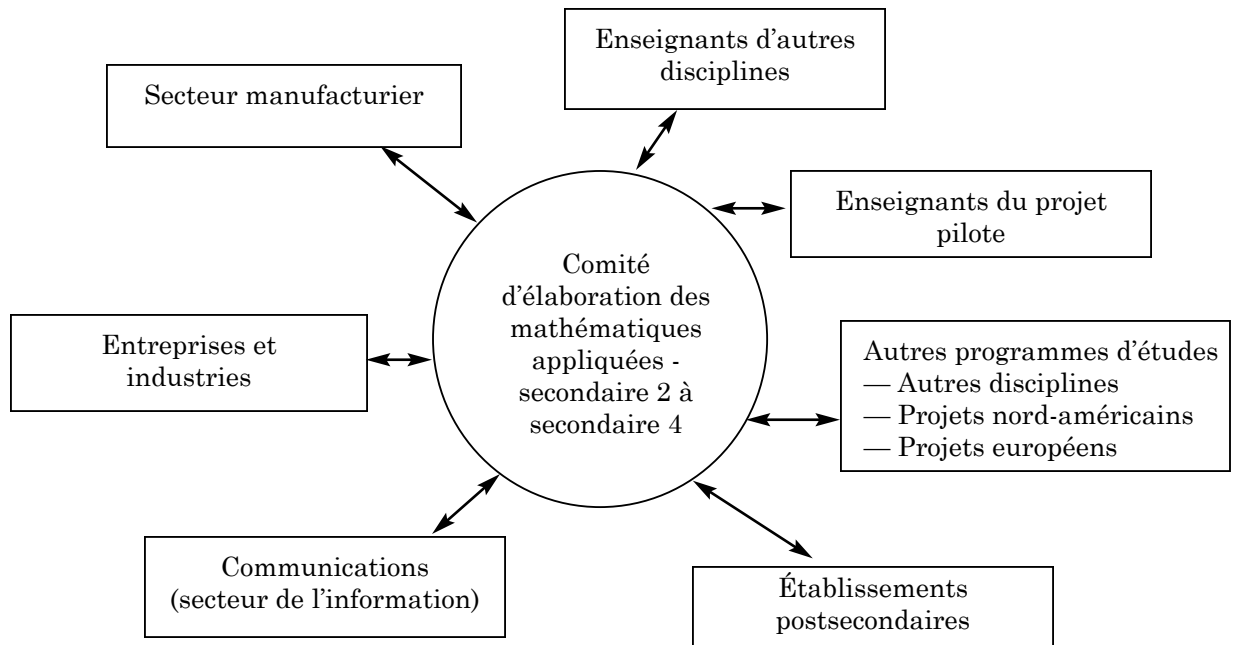 Enseignants d'autres
disciplines
Secteur manufacturier
Enseignants du projet
pilote
Comité
d'élaboration des
mathématiques
appliquées -
secondaire 2 à
secondaire 4
Entreprises et
industries
Autres programmes d'études
— Autres disciplines
— Projets nord-américains
— Projets européens
Communications
(secteur de l'information)
Établissements
postsecondaires